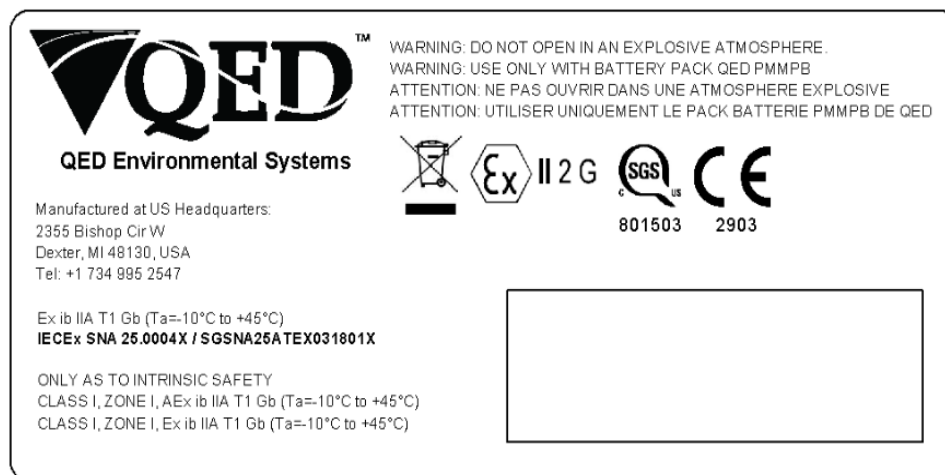 QED™
QED Environmental Systems
WARNING: DO NOT OPEN IN AN EXPLOSIVE ATMOSPHERE.
WARNING: USE ONLY WITH BATTERY PACK QED PMMPB
ATTENTION: NE PAS OUVRIR DANS UNE ATMOSPHERE EXPLOSIVE
ATTENTION: UTILISER UNIQUEMENT LE PACK BATTERIE PMMPB DE QED
Ex II 2 G c SGS us CE
801503 2903
Manufactured at US Headquarters:
2355 Bishop Cir W
Dexter, MI 48130, USA
Tel: +1 734 995 2547
Ex ib IIA T1 Gb (Ta=-10°C to +45°C)
IECEx SNA 25.0004X / SGSNA25ATEX031801X
ONLY AS TO INTRINSIC SAFETY
CLASS I, ZONE I, AEx ib IIA T1 Gb (Ta=-10°C to +45°C)
CLASS I, ZONE I, Ex ib IIA T1 Gb (Ta=-10°C to +45°C)